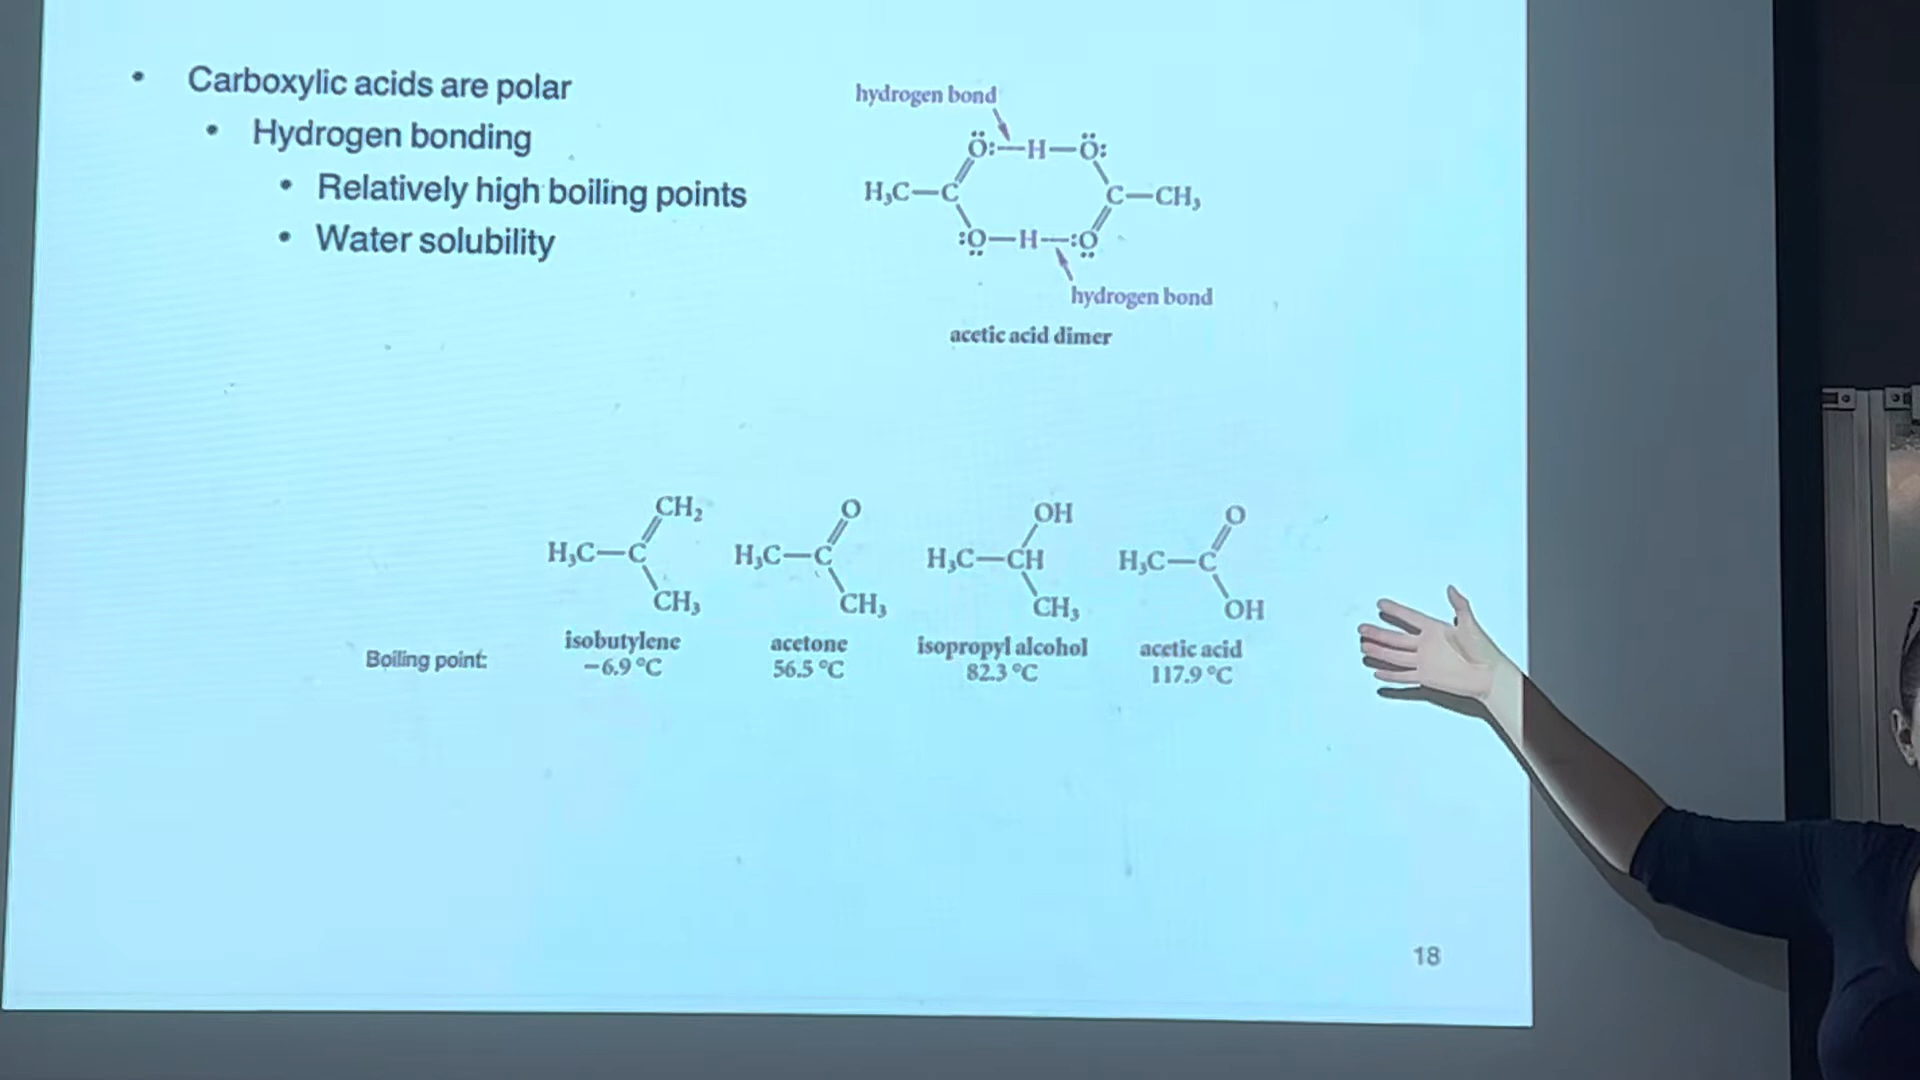 • Carboxylic acids are polar
• Hydrogen bonding
• Relatively high boiling points
• Water solubility
hydrogen bond
Ö:—H—Ö:
H₃C—C
C—CH₃
:O—H—:O
hydrogen bond
acetic acid dimer
CH₂
H₃C—C
CH₃
O
H₃C—C
CH₃
OH
H₃C—CH
CH₃
O
H₃C—C
OH
Boiling point:
isobutylene
−6.9 °C
acetone
56.5 °C
isopropyl alcohol
82.3 °C
acetic acid
117.9 °C
18